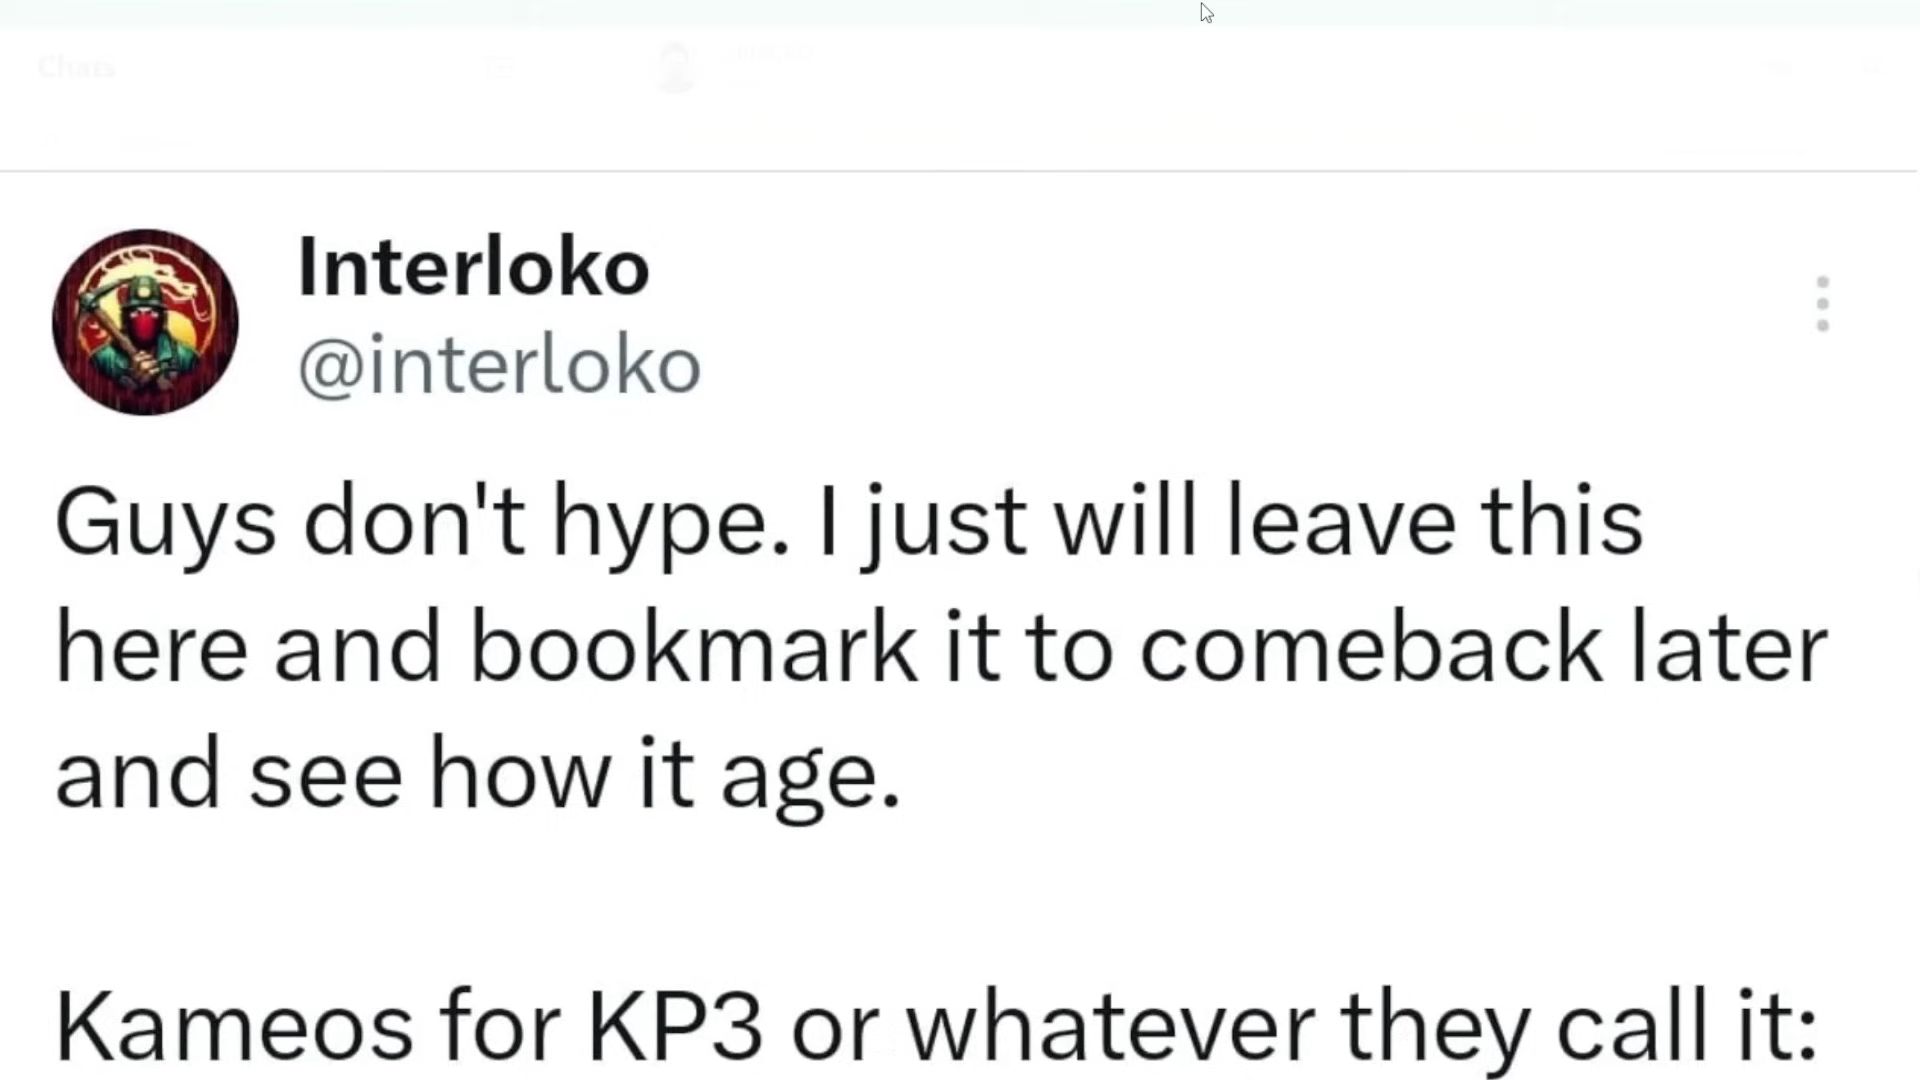 Chats
Interloko
@interloko
Guys don't hype. I just will leave this
here and bookmark it to comeback later
and see how it age.
Kameos for KP3 or whatever they call it: